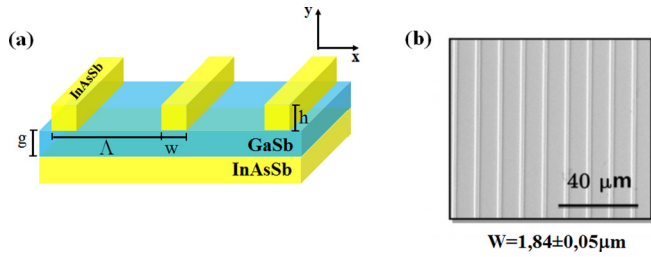 (a)
y
x
InAsSb
h
g
Λ
w
GaSb
InAsSb
(b)
40 μm
W=1,84±0,05μm